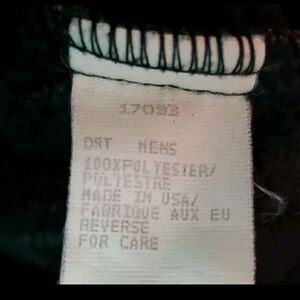 17093
DRT MENS
100%POLYESTER/
POLYESTRE
MADE IN USA/
FABRIQUE AUX EU
REVERSE
FOR CARE